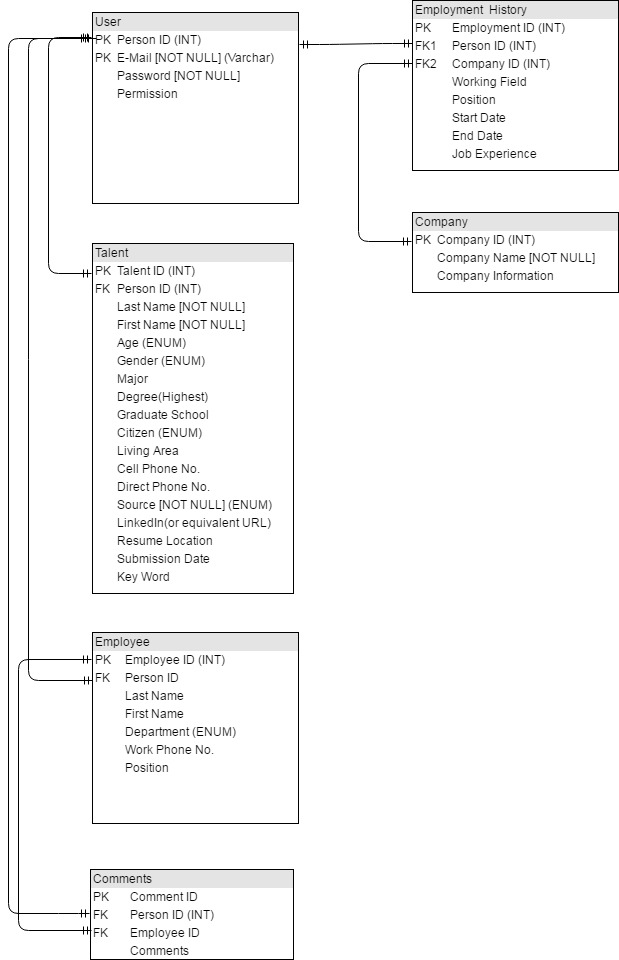 User
PK Person ID (INT)
PK E-Mail [NOT NULL] (Varchar)
Password [NOT NULL]
Permission
Employment History
PK Employment ID (INT)
FK1 Person ID (INT)
FK2 Company ID (INT)
Working Field
Position
Start Date
End Date
Job Experience
Company
PK Company ID (INT)
Company Name [NOT NULL]
Company Information
Talent
PK Talent ID (INT)
FK Person ID (INT)
Last Name [NOT NULL]
First Name [NOT NULL]
Age (ENUM)
Gender (ENUM)
Major
Degree(Highest)
Graduate School
Citizen (ENUM)
Living Area
Cell Phone No.
Direct Phone No.
Source [NOT NULL] (ENUM)
LinkedIn(or equivalent URL)
Resume Location
Submission Date
Key Word
Employee
PK Employee ID (INT)
FK Person ID
Last Name
First Name
Department (ENUM)
Work Phone No.
Position
Comments
PK Comment ID
FK Person ID (INT)
FK Employee ID
Comments